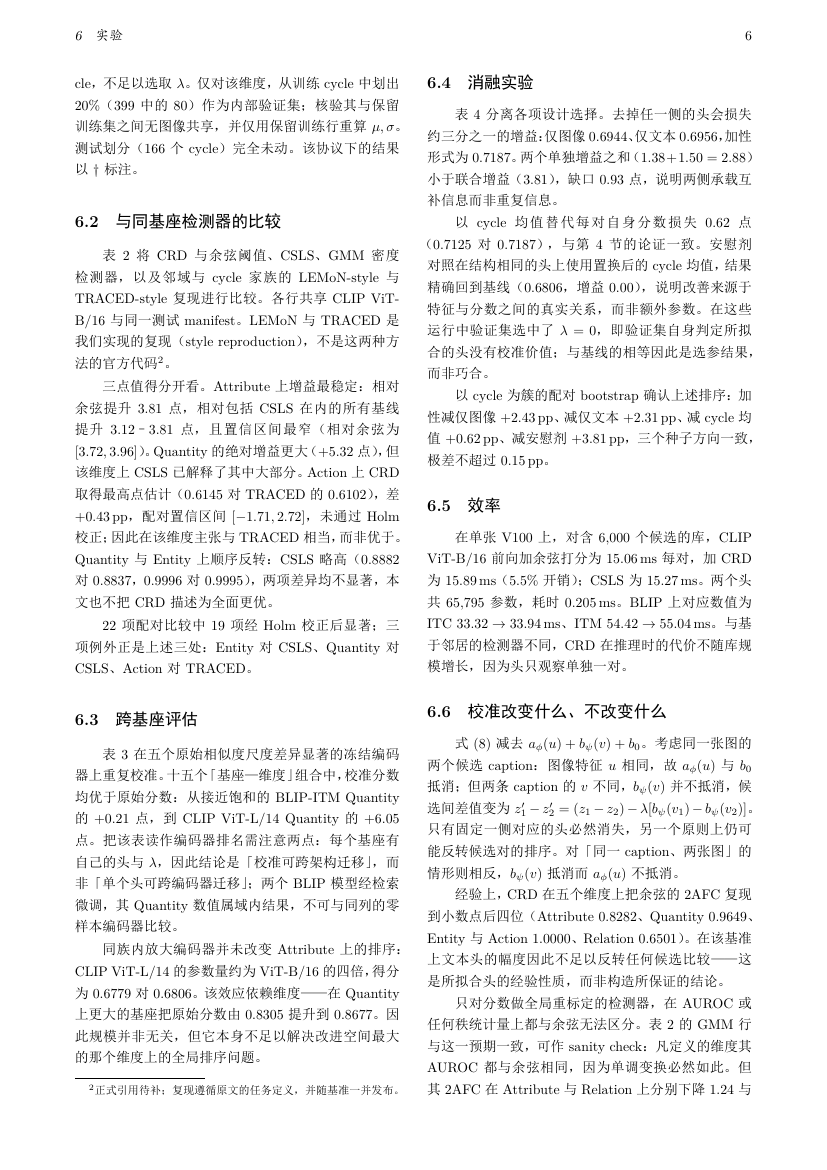 6 实验
6
cle，不足以选取 λ。仅对该维度，从训练 cycle 中划出
20%（399 中的 80）作为内部验证集；核验其与保留
训练集之间无图像共享，并仅用保留训练行重算 μ, σ。
测试划分（166 个 cycle）完全未动。该协议下的结果
以 † 标注。
6.2 与同基座检测器的比较
表 2 将 CRD 与余弦阈值、CSLS、GMM 密度
检测器，以及邻域与 cycle 家族的 LEMoN-style 与
TRACED-style 复现进行比较。各行共享 CLIP ViT-
B/16 与同一测试 manifest。LEMoN 与 TRACED 是
我们实现的复现（style reproduction），不是这两种方
法的官方代码2。
三点值得分开看。Attribute 上增益最稳定：相对
余弦提升 3.81 点，相对包括 CSLS 在内的所有基线
提升 3.12–3.81 点，且置信区间最窄（相对余弦为
[3.72, 3.96]）。Quantity 的绝对增益更大（+5.32 点），但
该维度上 CSLS 已解释了其中大部分。Action 上 CRD
取得最高点估计（0.6145 对 TRACED 的 0.6102），差
+0.43 pp，配对置信区间 [−1.71, 2.72]，未通过 Holm
校正；因此在该维度主张与 TRACED 相当，而非优于。
Quantity 与 Entity 上顺序反转：CSLS 略高（0.8882
对 0.8837，0.9996 对 0.9995），两项差异均不显著，本
文也不把 CRD 描述为全面更优。
22 项配对比较中 19 项经 Holm 校正后显著；三
项例外正是上述三处：Entity 对 CSLS、Quantity 对
CSLS、Action 对 TRACED。
6.3 跨基座评估
表 3 在五个原始相似度尺度差异显著的冻结编码
器上重复校准。十五个「基座—维度」组合中，校准分数
均优于原始分数：从接近饱和的 BLIP-ITM Quantity
的 +0.21 点，到 CLIP ViT-L/14 Quantity 的 +6.05
点。把该表读作编码器排名需注意两点：每个基座有
自己的头与 λ，因此结论是「校准可跨架构迁移」，而
非「单个头可跨编码器迁移」；两个 BLIP 模型经检索
微调，其 Quantity 数值属域内结果，不可与同列的零
样本编码器比较。
同族内放大编码器并未改变 Attribute 上的排序：
CLIP ViT-L/14 的参数量约为 ViT-B/16 的四倍，得分
为 0.6779 对 0.6806。该效应依赖维度——在 Quantity
上更大的基座把原始分数由 0.8305 提升到 0.8677。因
此规模并非无关，但它本身不足以解决改进空间最大
的那个维度上的全局排序问题。
2正式引用待补；复现遵循原文的任务定义，并随基准一并发布。
6.4 消融实验
表 4 分离各项设计选择。去掉任一侧的头会损失
约三分之一的增益：仅图像 0.6944、仅文本 0.6956，加性
形式为 0.7187。两个单独增益之和（1.38+1.50 = 2.88）
小于联合增益（3.81），缺口 0.93 点，说明两侧承载互
补信息而非重复信息。
以 cycle 均值替代每对自身分数损失 0.62 点
（0.7125 对 0.7187），与第 4 节的论证一致。安慰剂
对照在结构相同的头上使用置换后的 cycle 均值，结果
精确回到基线（0.6806，增益 0.00），说明改善来源于
特征与分数之间的真实关系，而非额外参数。在这些
运行中验证集选中了 λ = 0，即验证集自身判定所拟
合的头没有校准价值；与基线的相等因此是选参结果，
而非巧合。
以 cycle 为簇的配对 bootstrap 确认上述排序：加
性减仅图像 +2.43 pp、减仅文本 +2.31 pp、减 cycle 均
值 +0.62 pp、减安慰剂 +3.81 pp，三个种子方向一致，
极差不超过 0.15 pp。
6.5 效率
在单张 V100 上，对含 6,000 个候选的库，CLIP
ViT-B/16 前向加余弦打分为 15.06 ms 每对，加 CRD
为 15.89 ms（5.5% 开销）；CSLS 为 15.27 ms。两个头
共 65,795 参数，耗时 0.205 ms。BLIP 上对应数值为
ITC 33.32 → 33.94 ms、ITM 54.42 → 55.04 ms。与基
于邻居的检测器不同，CRD 在推理时的代价不随库规
模增长，因为头只观察单独一对。
6.6 校准改变什么、不改变什么
式 (8) 减去 aϕ(u) + bψ(v) + b0。考虑同一张图的
两个候选 caption：图像特征 u 相同，故 aϕ(u) 与 b0
抵消；但两条 caption 的 v 不同，bψ(v) 并不抵消，候
选间差值变为 z′1 − z′2 = (z1 − z2) − λ[bψ(v1) − bψ(v2)]。
只有固定一侧对应的头必然消失，另一个原则上仍可
能反转候选对的排序。对「同一 caption、两张图」的
情形则相反，bψ(v) 抵消而 aϕ(u) 不抵消。
经验上，CRD 在五个维度上把余弦的 2AFC 复现
到小数点后四位（Attribute 0.8282、Quantity 0.9649、
Entity 与 Action 1.0000、Relation 0.6501）。在该基准
上文本头的幅度因此不足以反转任何候选比较——这
是所拟合头的经验性质，而非构造所保证的结论。
只对分数做全局重标定的检测器，在 AUROC 或
任何秩统计量上都与余弦无法区分。表 2 的 GMM 行
与这一预期一致，可作 sanity check：凡定义的维度其
AUROC 都与余弦相同，因为单调变换必然如此。但
其 2AFC 在 Attribute 与 Relation 上分别下降 1.24 与